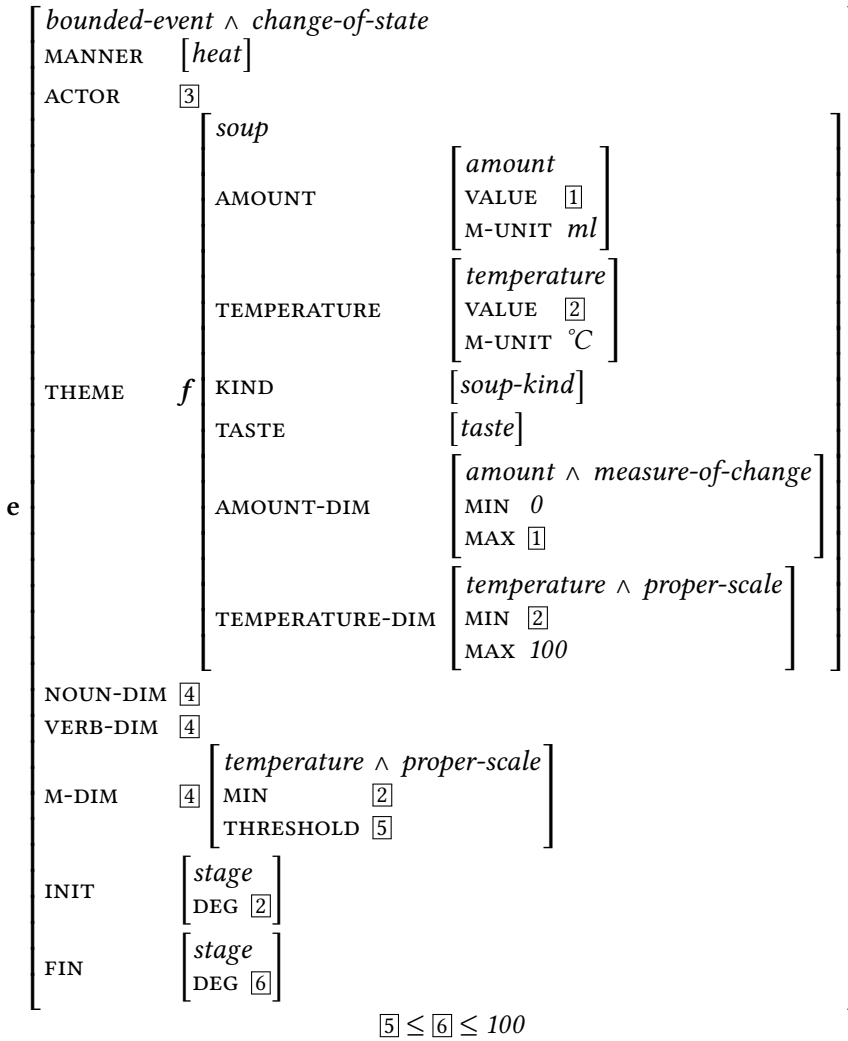 bounded-event ∧ change-of-state
MANNER [heat]
ACTOR 3
soup
AMOUNT
amount
VALUE 1
M-UNIT ml
TEMPERATURE
temperature
VALUE 2
M-UNIT °C
e
THEME f
KIND [soup-kind]
TASTE [taste]
AMOUNT-DIM
amount ∧ measure-of-change
MIN 0
MAX 1
TEMPERATURE-DIM
temperature ∧ proper-scale
MIN 2
MAX 100
NOUN-DIM 4
VERB-DIM 4
M-DIM 4
temperature ∧ proper-scale
MIN 2
THRESHOLD 5
INIT
stage
DEG 2
FIN
stage
DEG 6
5 ≤ 6 ≤ 100